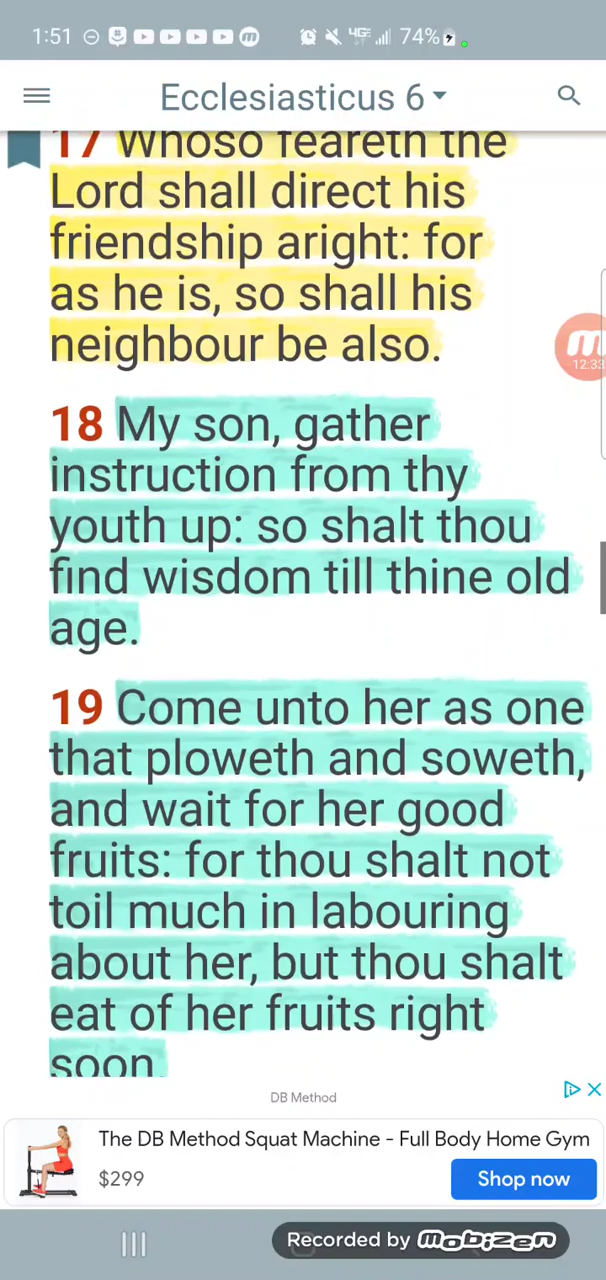 1:51 4G 74%
Ecclesiasticus 6
17 Whoso feareth the
Lord shall direct his
friendship aright: for
as he is, so shall his
neighbour be also.
12:33
18 My son, gather
instruction from thy
youth up: so shalt thou
find wisdom till thine old
age.
19 Come unto her as one
that ploweth and soweth,
and wait for her good
fruits: for thou shalt not
toil much in labouring
about her, but thou shalt
eat of her fruits right
soon.
DB Method
The DB Method Squat Machine - Full Body Home Gym
$299
Shop now
Recorded by mobizen